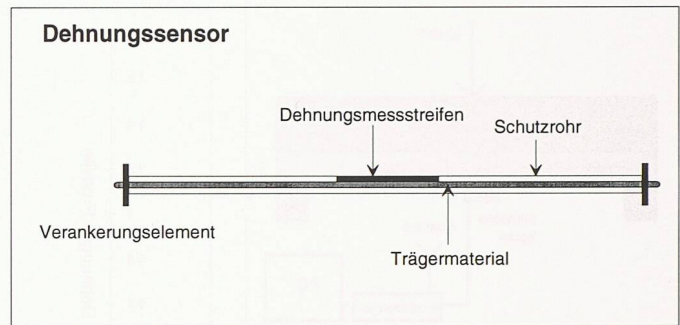 Dehnungssensor
Dehnungsmessstreifen
Schutzrohr
Verankerungselement
Trägermaterial